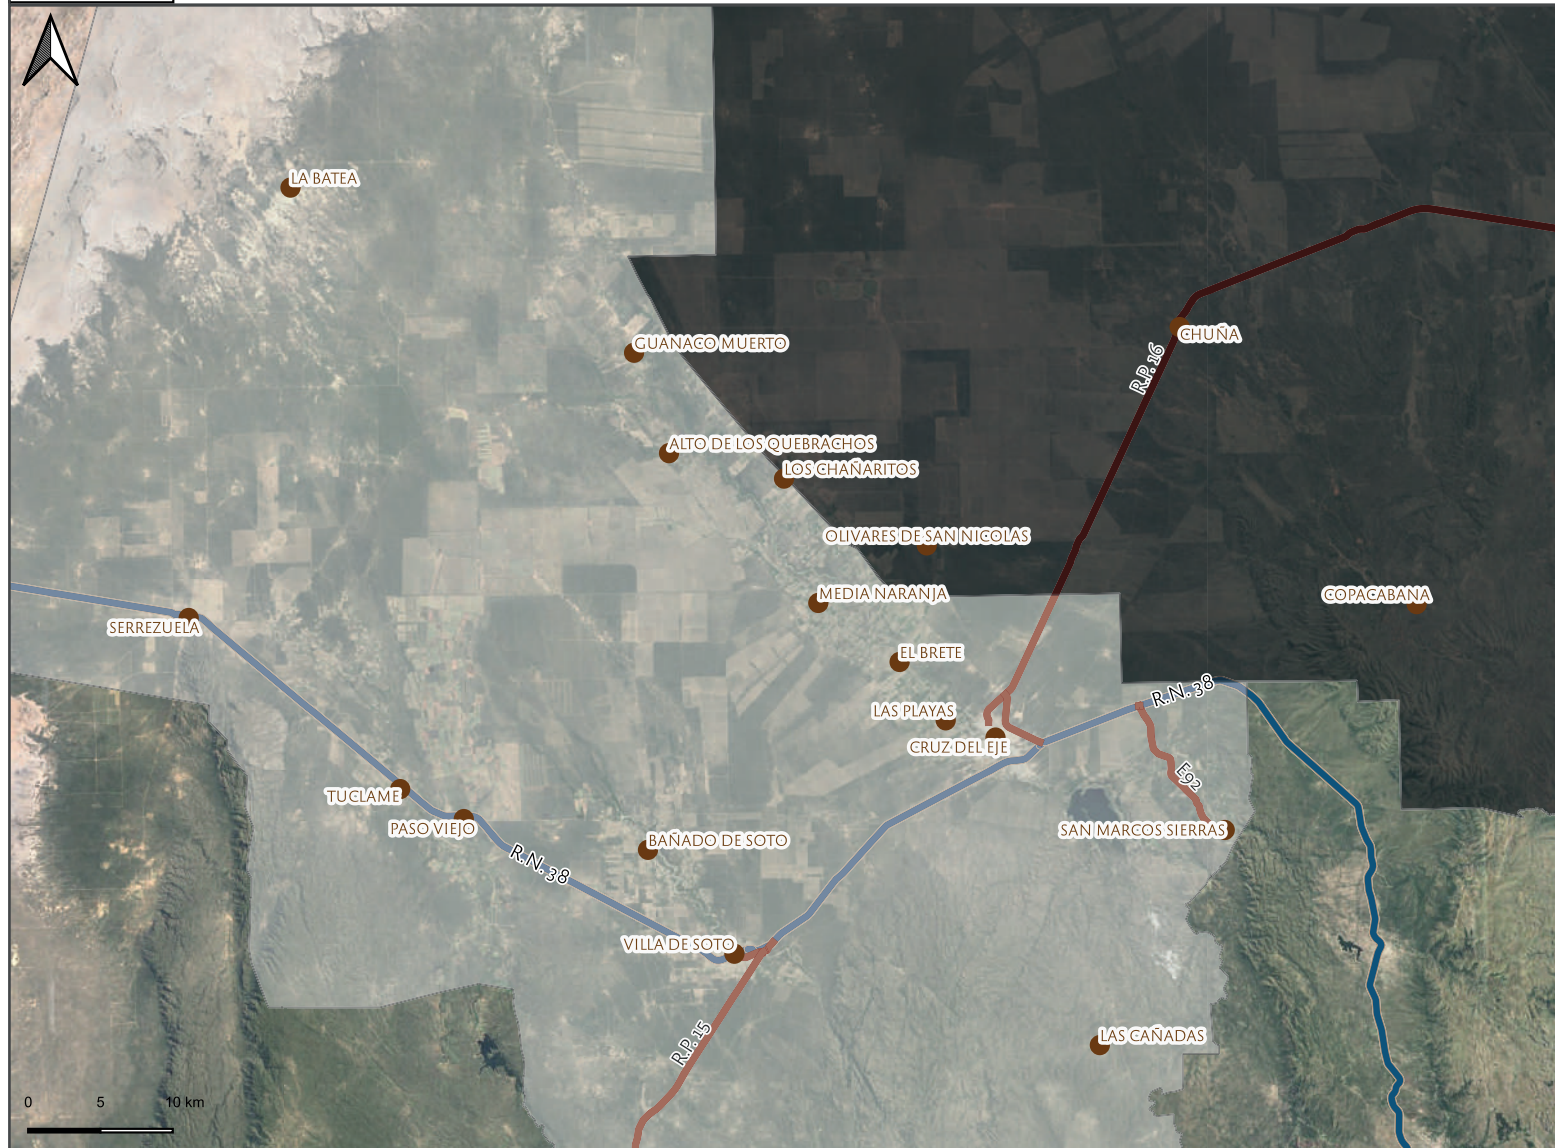 LA BATEA
CHUÑA
GUANACO MUERTO
R.P. 16
ALTO DE LOS QUEBRACHOS
LOS CHAÑARITOS
OLIVARES DE SAN NICOLAS
MEDIA NARANJA
COPACABANA
SERREZUELA
EL BRETE
R.N. 38
LAS PLAYAS
CRUZ DEL EJE
E92
TUCLAME
PASO VIEJO
SAN MARCOS SIERRAS
BAÑADO DE SOTO
R.N. 38
VILLA DE SOTO
LAS CAÑADAS
R.P. 15
0 5 10 km